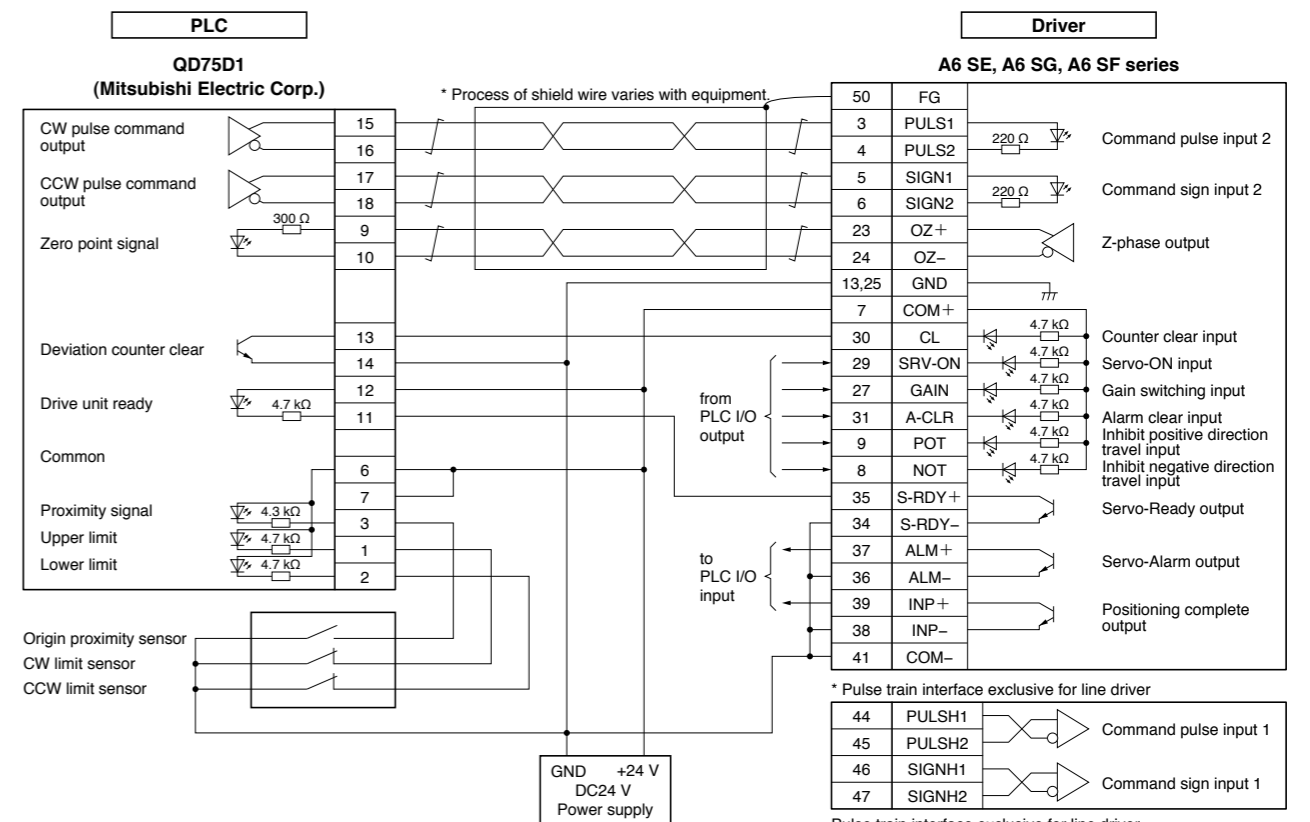 PLC
Driver
QD75D1
(Mitsubishi Electric Corp.)
A6 SE, A6 SG, A6 SF series
* Process of shield wire varies with equipment.
CW pulse command
output
15
16
CCW pulse command
output
17
18
300 Ω
Zero point signal
9
10
Deviation counter clear
13
14
Drive unit ready
4.7 kΩ
12
11
Common
6
7
Proximity signal
4.3 kΩ
3
Upper limit
4.7 kΩ
1
Lower limit
4.7 kΩ
2
Origin proximity sensor
CW limit sensor
CCW limit sensor
GND +24 V
DC24 V
Power supply
from
PLC I/O
output
to
PLC I/O
input
50 FG
3 PULS1
4 PULS2
220 Ω
Command pulse input 2
5 SIGN1
6 SIGN2
220 Ω
Command sign input 2
23 OZ+
24 OZ−
Z-phase output
13,25 GND
7 COM+
30 CL
4.7 kΩ
Counter clear input
29 SRV-ON
4.7 kΩ
Servo-ON input
27 GAIN
4.7 kΩ
Gain switching input
31 A-CLR
4.7 kΩ
Alarm clear input
9 POT
4.7 kΩ
Inhibit positive direction
travel input
8 NOT
4.7 kΩ
Inhibit negative direction
travel input
35 S-RDY+
34 S-RDY−
Servo-Ready output
37 ALM+
36 ALM−
Servo-Alarm output
39 INP+
38 INP−
Positioning complete
output
41 COM−
* Pulse train interface exclusive for line driver
44 PULSH1
45 PULSH2
Command pulse input 1
46 SIGNH1
47 SIGNH2
Command sign input 1
Pulse train interface exclusive for line driver